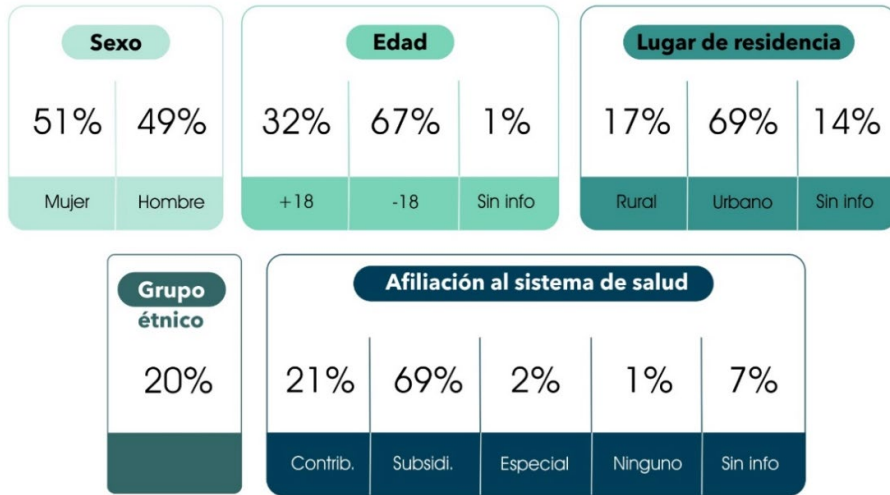 Sexo
51% 49%
Mujer Hombre
Edad
32% 67% 1%
+18 -18 Sin info
Lugar de residencia
17% 69% 14%
Rural Urbano Sin info
Grupo
étnico
20%
Afiliación al sistema de salud
21% 69% 2% 1% 7%
Contrib. Subsidi. Especial Ninguno Sin info